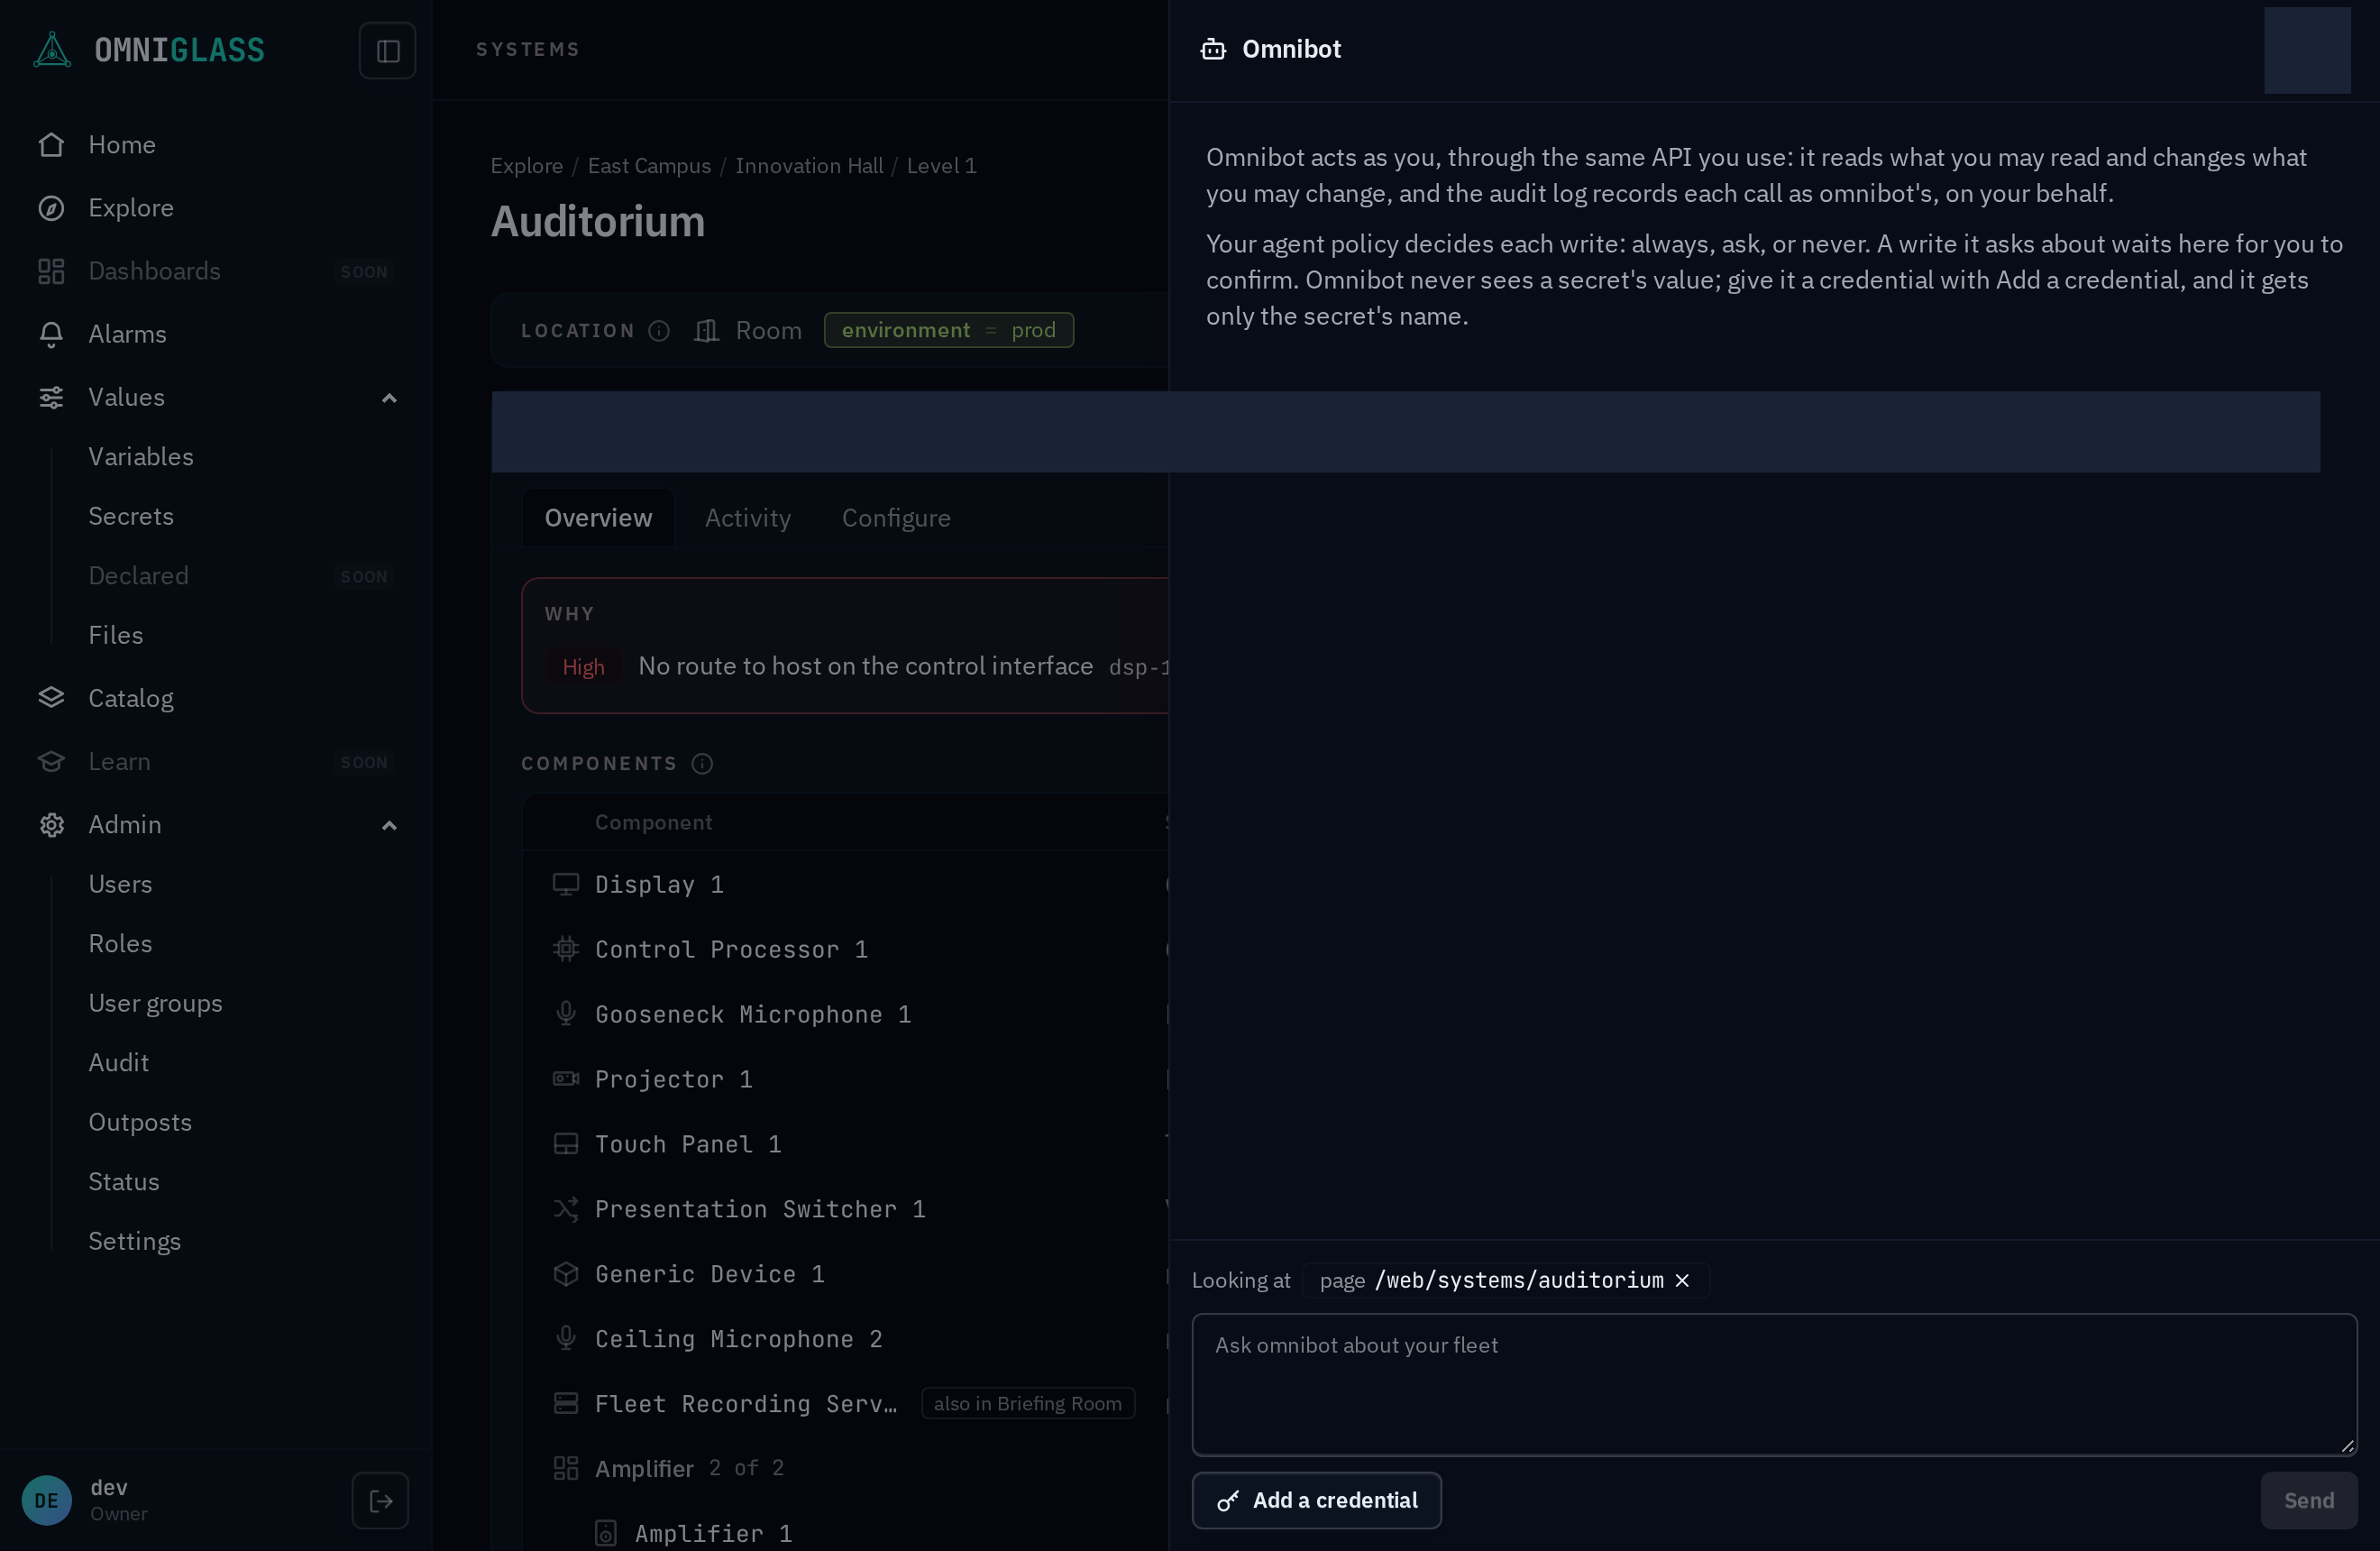 OMNIGLASS
Home
Explore
Dashboards SOON
Alarms
Values
Variables
Secrets
Declared SOON
Files
Catalog
Learn SOON
Admin
Users
Roles
User groups
Audit
Outposts
Status
Settings
DE dev
Owner
SYSTEMS
Explore / East Campus / Innovation Hall / Level 1
Auditorium
LOCATION Room environment = prod
Overview Activity Configure
WHY
High No route to host on the control interface dsp-1
COMPONENTS
Component
Display 1
Control Processor 1
Gooseneck Microphone 1
Projector 1
Touch Panel 1
Presentation Switcher 1
Generic Device 1
Ceiling Microphone 2
Fleet Recording Serv… also in Briefing Room
Amplifier 2 of 2
Amplifier 1
Omnibot
Omnibot acts as you, through the same API you use: it reads what you may read and changes what
you may change, and the audit log records each call as omnibot's, on your behalf.
Your agent policy decides each write: always, ask, or never. A write it asks about waits here for you to
confirm. Omnibot never sees a secret's value; give it a credential with Add a credential, and it gets
only the secret's name.
Looking at page /web/systems/auditorium
Ask omnibot about your fleet
Add a credential
Send